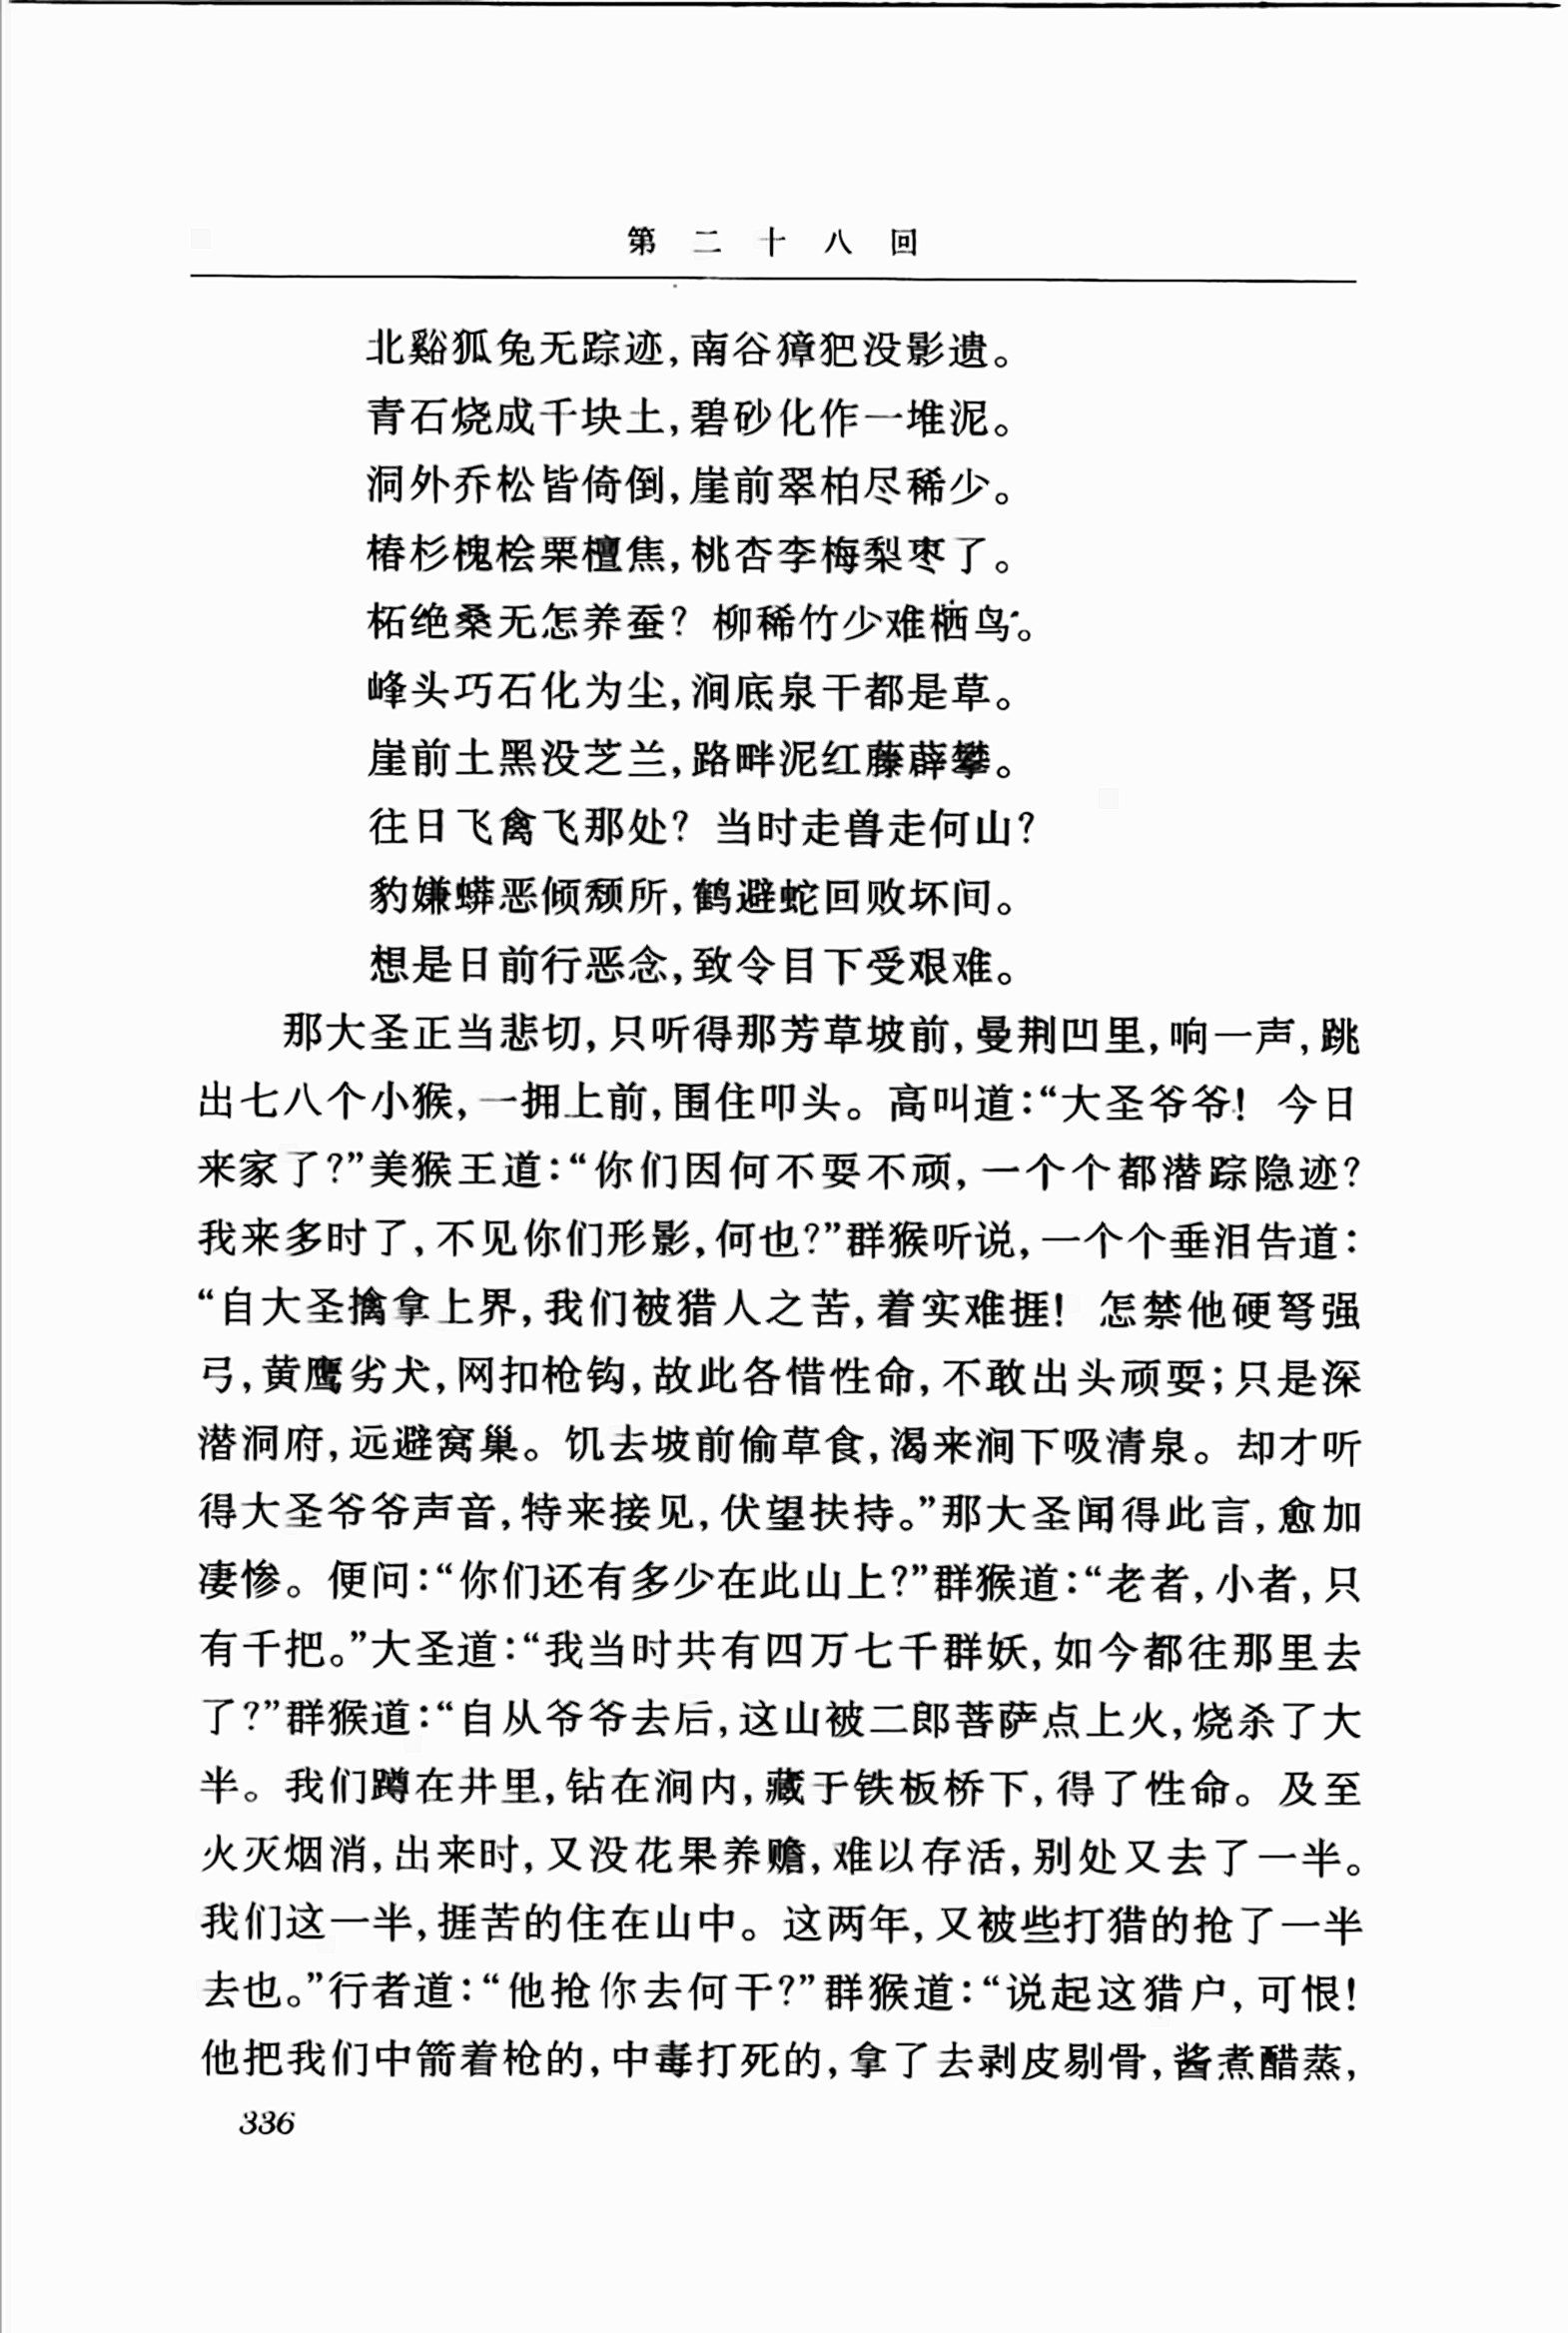 第二十八回
北谿狐兔无踪迹,南谷獐犯没影遗。
青石烧成千块土,碧砂化作一堆泥。
洞外乔松皆倚倒,崖前翠柏尽稀少。
椿杉槐桧栗檀焦,桃杏李梅梨枣了。
柘绝桑无怎养蚕?柳稀竹少难栖鸟。
峰头巧石化为尘,涧底泉干都是草。
崖前土黑没芝兰,路畔泥红藤薜攀。
往日飞禽飞那处?当时走兽走何山?
豹嫌蟒恶倾颓所,鹤避蛇回败坏间。
想是日前行恶念,致令目下受艰难。
那大圣正当悲切,只听得那芳草坡前,曼荆凹里,响一声,跳
出七八个小猴,一拥上前,围住叩头。高叫道:“大圣爷爷!今日
来家了?”美猴王道:“你们因何不耍不顽,一个个都潜踪隐迹?
我来多时了,不见你们形影,何也?”群猴听说,一个个垂泪告道:
“自大圣擒拿上界,我们被猎人之苦,着实难捱!怎禁他硬弩强
弓,黄鹰劣犬,网扣枪钩,故此各惜性命,不敢出头顽耍;只是深
潜洞府,远避窝巢。饥去坡前偷草食,渴来涧下吸清泉。却才听
得大圣爷爷声音,特来接见,伏望扶持。”那大圣闻得此言,愈加
凄惨。便问:“你们还有多少在此山上?”群猴道:“老者,小者,只
有千把。”大圣道:“我当时共有四万七千群妖,如今都往那里去
了?”群猴道:“自从爷爷去后,这山被二郎菩萨点上火,烧杀了大
半。我们蹲在井里,钻在涧内,藏于铁板桥下,得了性命。及至
火灭烟消,出来时,又没花果养赡,难以存活,别处又去了一半。
我们这一半,捱苦的住在山中。这两年,又被些打猎的抢了一半
去也。”行者道:“他抢你去何干?”群猴道:“说起这猎户,可恨!
他把我们中箭着枪的,中毒打死的,拿了去剥皮剔骨,酱煮醋蒸,
336